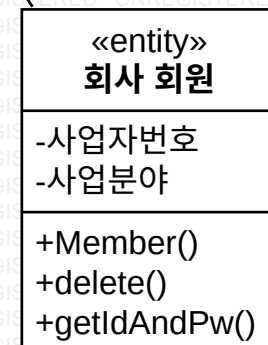 «entity»
회사 회원
-사업자번호
-사업분야
+Member()
+delete()
+getIdAndPw()